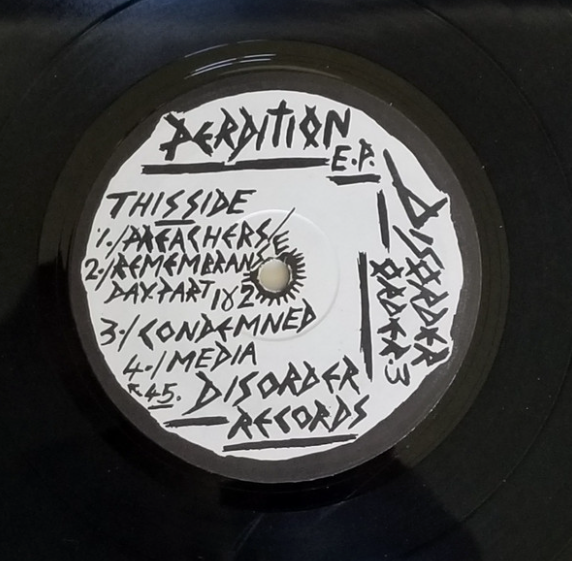 PERDITION
E.P.
THIS SIDE
1./PREACHERS
2./REMEMBRANSE
DAY.PART 1&2
3./CONDEMNED
4./MEDIA
45.
DISORDER
RECORDS
DISORDER
ORDER.3